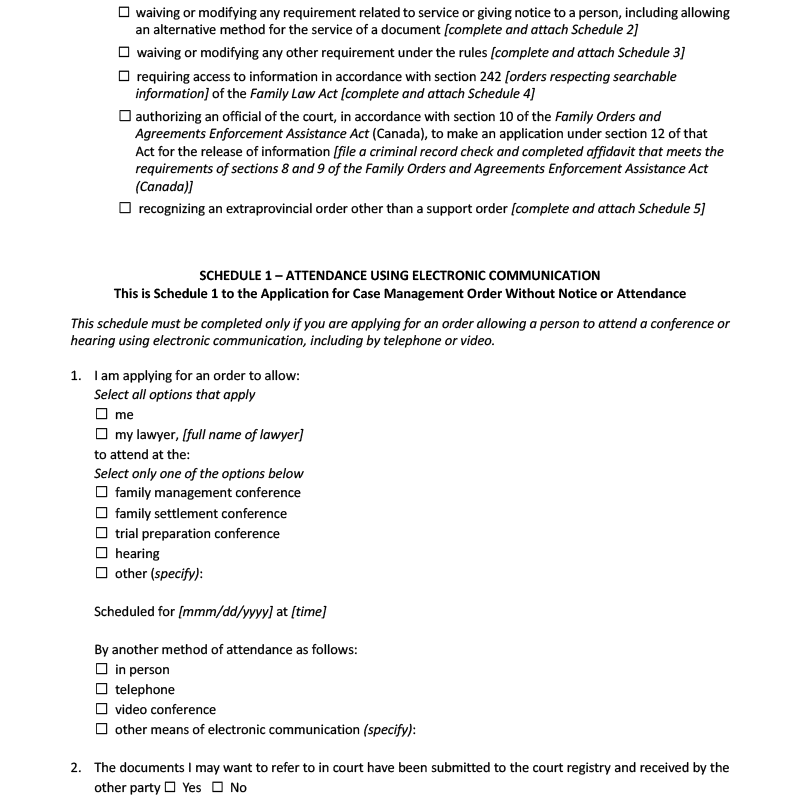 ☐ waiving or modifying any requirement related to service or giving notice to a person, including allowing
an alternative method for the service of a document [complete and attach Schedule 2]
☐ waiving or modifying any other requirement under the rules [complete and attach Schedule 3]
☐ requiring access to information in accordance with section 242 [orders respecting searchable
information] of the Family Law Act [complete and attach Schedule 4]
☐ authorizing an official of the court, in accordance with section 10 of the Family Orders and
Agreements Enforcement Assistance Act (Canada), to make an application under section 12 of that
Act for the release of information [file a criminal record check and completed affidavit that meets the
requirements of sections 8 and 9 of the Family Orders and Agreements Enforcement Assistance Act
(Canada)]
☐ recognizing an extraprovincial order other than a support order [complete and attach Schedule 5]
SCHEDULE 1 – ATTENDANCE USING ELECTRONIC COMMUNICATION
This is Schedule 1 to the Application for Case Management Order Without Notice or Attendance
This schedule must be completed only if you are applying for an order allowing a person to attend a conference or
hearing using electronic communication, including by telephone or video.
1. I am applying for an order to allow:
Select all options that apply
☐ me
☐ my lawyer, [full name of lawyer]
to attend at the:
Select only one of the options below
☐ family management conference
☐ family settlement conference
☐ trial preparation conference
☐ hearing
☐ other (specify):
Scheduled for [mmm/dd/yyyy] at [time]
By another method of attendance as follows:
☐ in person
☐ telephone
☐ video conference
☐ other means of electronic communication (specify):
2. The documents I may want to refer to in court have been submitted to the court registry and received by the
other party ☐ Yes ☐ No